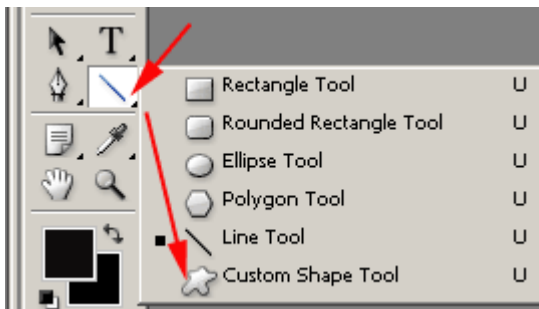 T
Rectangle Tool U
Rounded Rectangle Tool U
Ellipse Tool U
Polygon Tool U
Line Tool U
Custom Shape Tool U